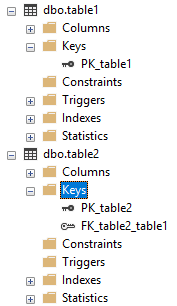 dbo.table1
Columns
Keys
PK_table1
Constraints
Triggers
Indexes
Statistics
dbo.table2
Columns
Keys
PK_table2
FK_table2_table1
Constraints
Triggers
Indexes
Statistics